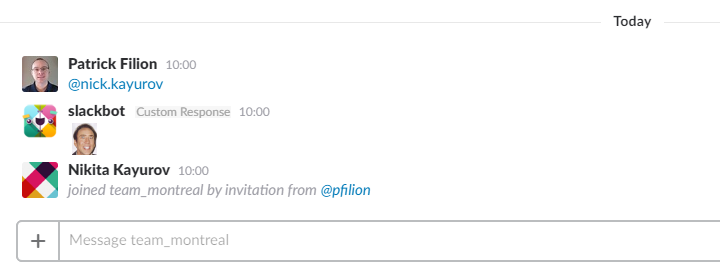 Today
Patrick Filion 10:00
@nick.kayurov
slackbot Custom Response 10:00
Nikita Kayurov 10:00
joined team_montreal by invitation from @pfilion
+ Message team_montreal